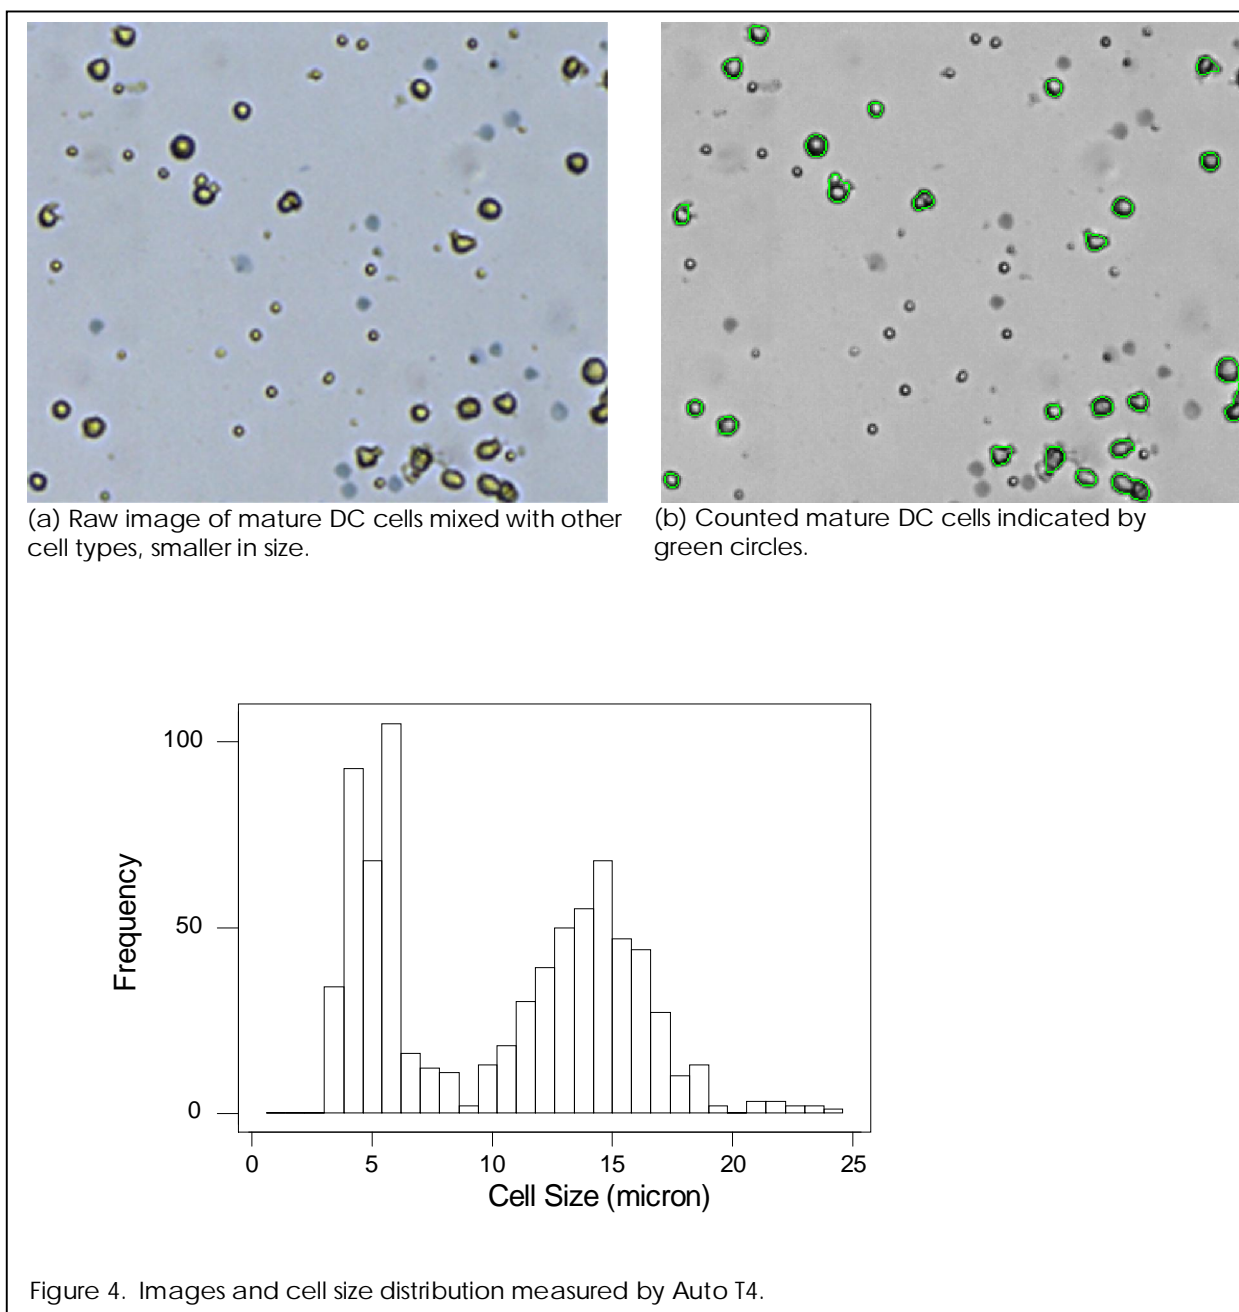 (a) Raw image of mature DC cells mixed with other
cell types, smaller in size.
(b) Counted mature DC cells indicated by
green circles.
100
50
0
Frequency
0 5 10 15 20 25
Cell Size (micron)
Figure 4. Images and cell size distribution measured by Auto T4.